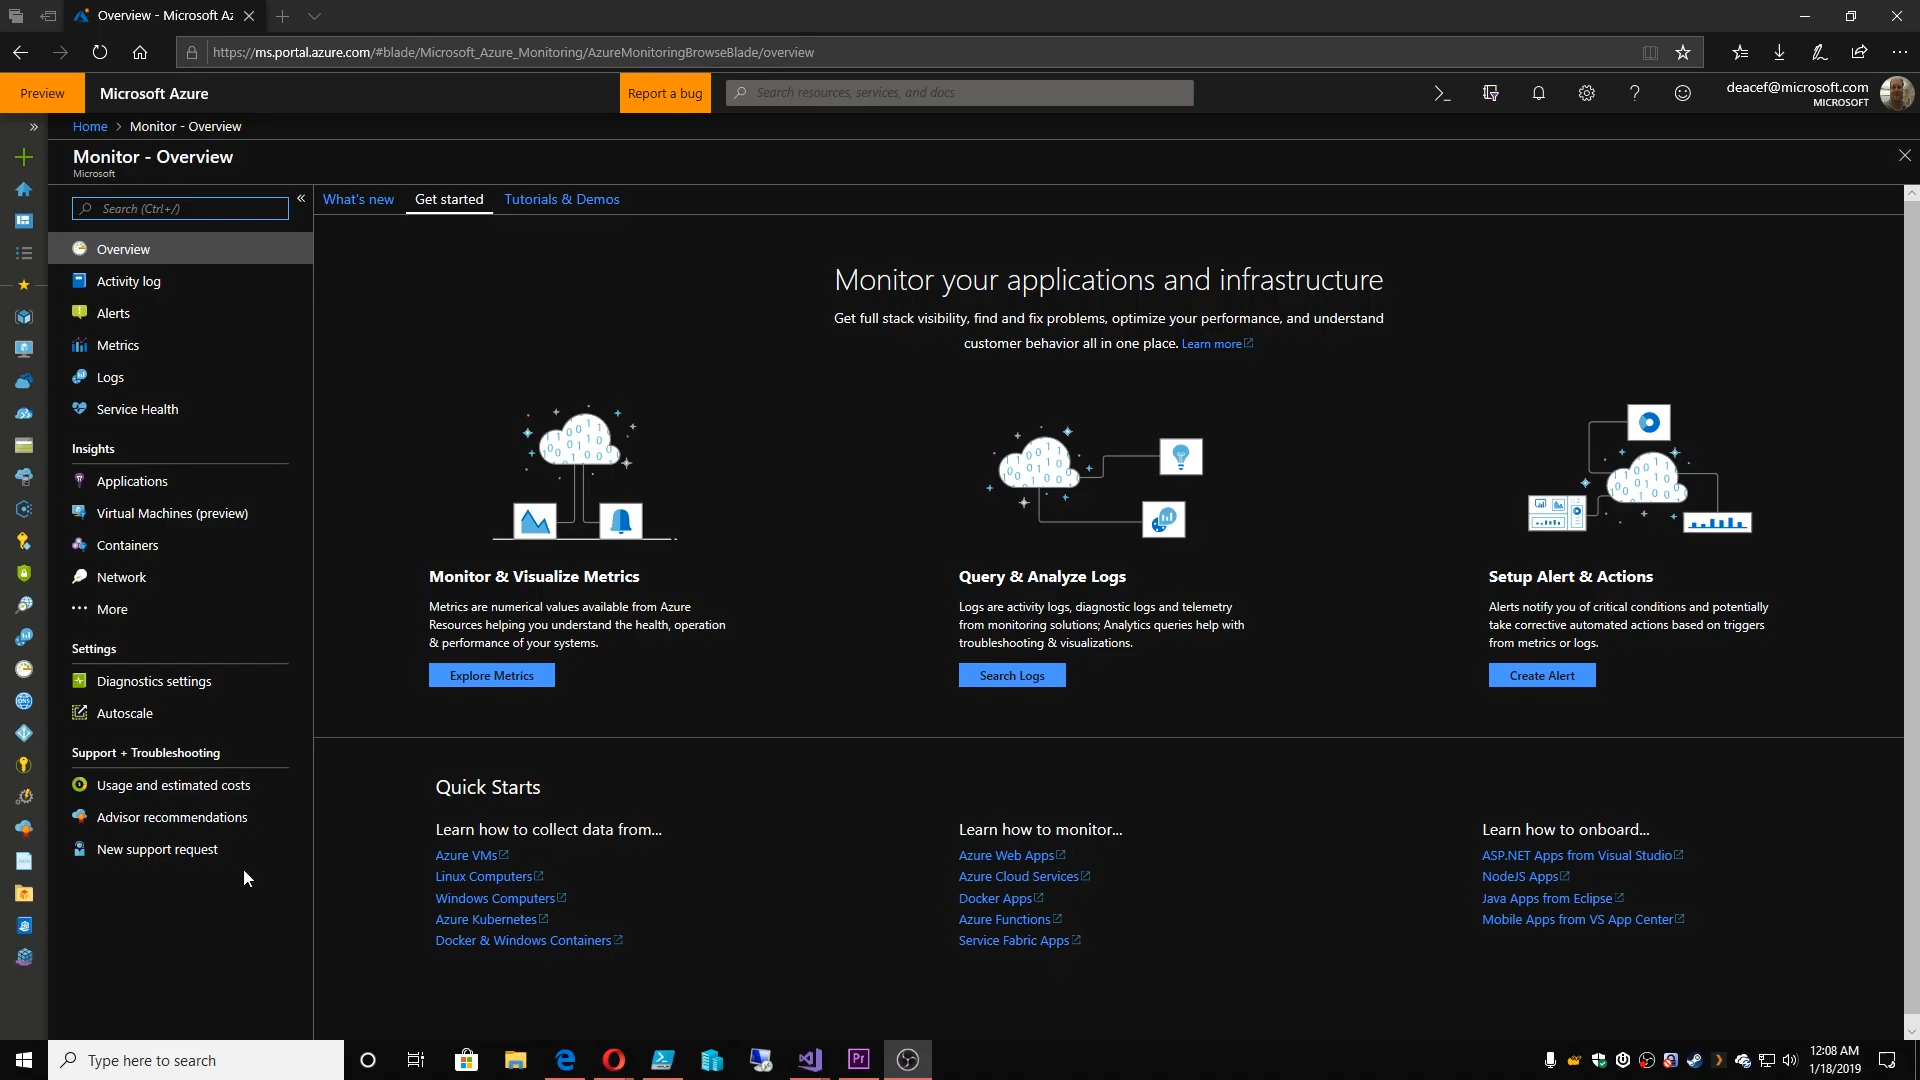 Overview - Microsoft Az
https://ms.portal.azure.com/#blade/Microsoft_Azure_Monitoring/AzureMonitoringBrowseBlade/overview
Preview
Microsoft Azure
Report a bug
Search resources, services, and docs
deacef@microsoft.com
MICROSOFT
Home > Monitor - Overview
Monitor - Overview
Microsoft
Search (Ctrl+/)
Overview
Activity log
Alerts
Metrics
Logs
Service Health
Insights
Applications
Virtual Machines (preview)
Containers
Network
More
Settings
Diagnostics settings
Autoscale
Support + Troubleshooting
Usage and estimated costs
Advisor recommendations
New support request
What's new
Get started
Tutorials & Demos
Monitor your applications and infrastructure
Get full stack visibility, find and fix problems, optimize your performance, and understand
customer behavior all in one place. Learn more
Monitor & Visualize Metrics
Metrics are numerical values available from Azure
Resources helping you understand the health, operation
& performance of your systems.
Explore Metrics
Query & Analyze Logs
Logs are activity logs, diagnostic logs and telemetry
from monitoring solutions; Analytics queries help with
troubleshooting & visualizations.
Search Logs
Setup Alert & Actions
Alerts notify you of critical conditions and potentially
take corrective automated actions based on triggers
from metrics or logs.
Create Alert
Quick Starts
Learn how to collect data from...
Azure VMs
Linux Computers
Windows Computers
Azure Kubernetes
Docker & Windows Containers
Learn how to monitor...
Azure Web Apps
Azure Cloud Services
Docker Apps
Azure Functions
Service Fabric Apps
Learn how to onboard...
ASP.NET Apps from Visual Studio
NodeJS Apps
Java Apps from Eclipse
Mobile Apps from VS App Center
Type here to search
Pr
12:08 AM
1/18/2019